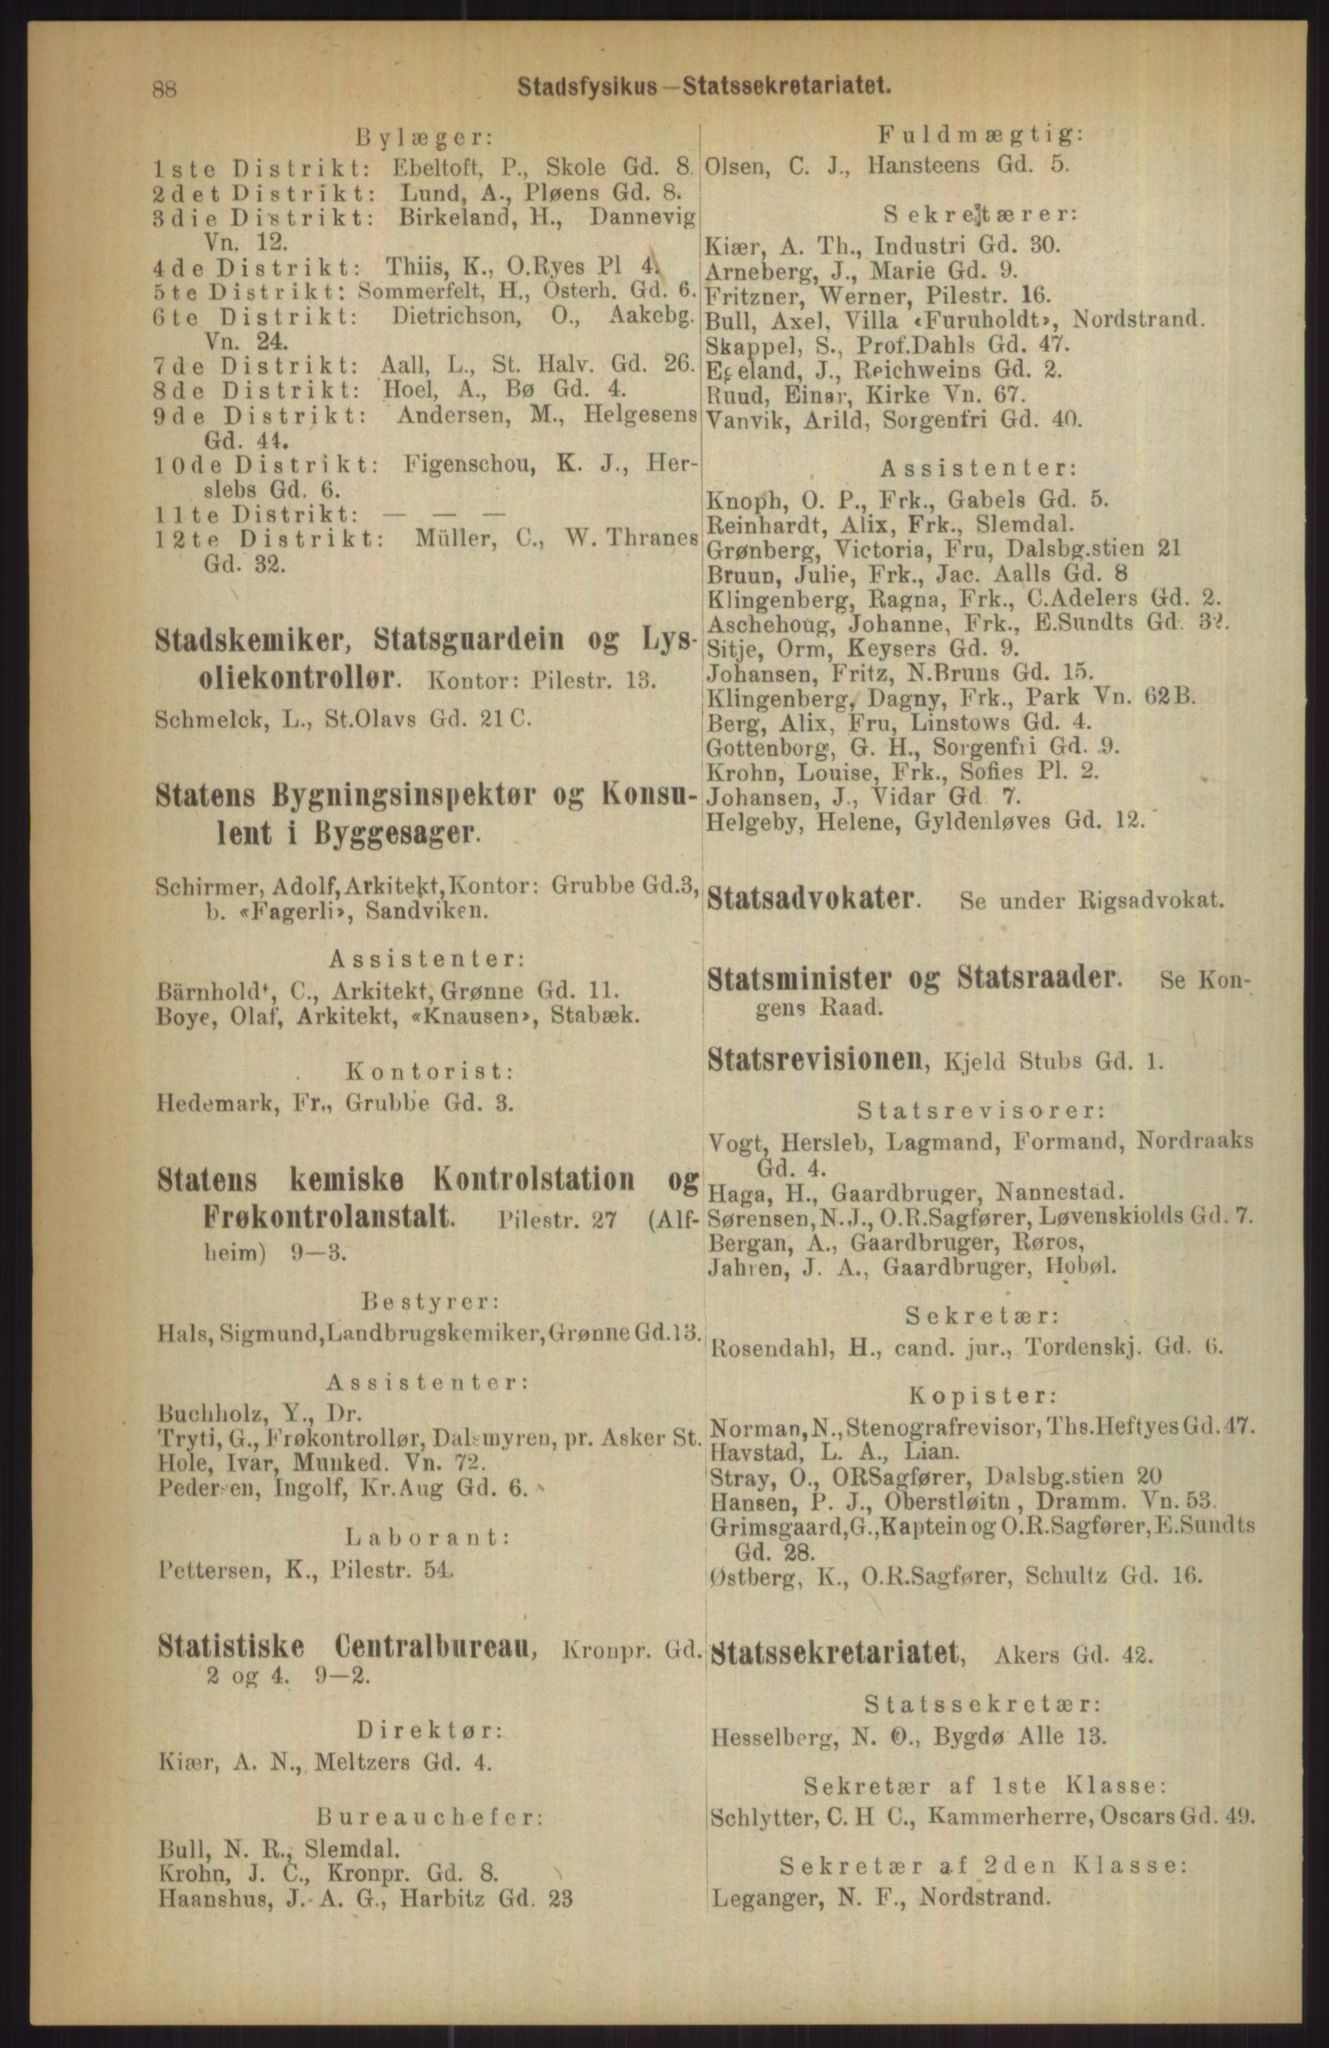 88
Stadsfysikus—Statssekretariatet.
Bylæger:
1ste Distrikt: Ebeltoft, P., Skole Gd. 8
2det Distrikt: Lund, A., Pløens Gd. 8.
3die Distrikt: Birkeland, H., Dannevig
Vn. 12.
4de Distrikt: Thiis, K., O.Ryes Pl 4.
5te Distrikt: Sommerfelt, H., Osterh. Gd. 6.
6te Distrikt: Dietrichson, O., Aakebg.
Vn. 24.
7de Distrikt: Aall, L., St. Halv. Gd. 26.
8de Distrikt: Hoel, A., Bø Gd. 4.
9de Distrikt: Andersen, M., Helgesens
Gd. 44.
10de Distrikt: Figenschou, K. J., Her-
slebs Gd. 6.
11te Distrikt: — — —
12te Distrikt: Müller, C., W. Thranes
Gd. 32.
Stadskemiker, Statsguardein og Lys-
oliekontrollør. Kontor: Pilestr. 13.
Schmelck, L., St.Olavs Gd. 21 C.
Statens Bygningsinspektør og Konsu-
lent i Byggesager.
Schirmer, Adolf, Arkitekt, Kontor: Grubbe Gd.3,
b. «Fagerli», Sandviken.
Assistenter:
Bärnholdt, C., Arkitekt, Grønne Gd. 11.
Boye, Olaf, Arkitekt, «Knausen», Stabæk.
Kontorist:
Hedemark, Fr., Grubbe Gd. 3.
Statens kemiske Kontrolstation og
Frøkontrolanstalt. Pilestr. 27 (Alf-
heim) 9—3.
Bestyrer:
Hals, Sigmund, Landbrugskemiker, Grønne Gd.13.
Assistenter:
Buchholz, Y., Dr.
Tryti, G., Frøkontrollør, Dalsmyren, pr. Asker St.
Hole, Ivar, Munked. Vn. 72.
Pedersen, Ingolf, Kr.Aug Gd. 6.
Laborant:
Pettersen, K., Pilestr. 54.
Statistiske Centralbureau, Kronpr. Gd.
2 og 4. 9—2.
Direktør:
Kiær, A. N., Meltzers Gd. 4.
Bureauchefer:
Bull, N. R., Slemdal.
Krohn, J. C., Kronpr. Gd. 8.
Haanshus, J. A. G., Harbitz Gd. 23
Fuldmægtig:
Olsen, C. J., Hansteens Gd. 5.
Sekretærer:
Kiær, A. Th., Industri Gd. 30.
Arneberg, J., Marie Gd. 9.
Fritzner, Werner, Pilestr. 16.
Bull, Axel, Villa «Furuholdt», Nordstrand.
Skappel, S., Prof.Dahls Gd. 47.
Egeland, J., Reichweins Gd. 2.
Ruud, Einar, Kirke Vn. 67.
Vanvik, Arild, Sorgenfri Gd. 40.
Assistenter:
Knoph, O. P., Frk., Gabels Gd. 5.
Reinhardt, Alix, Frk., Slemdal.
Grønberg, Victoria, Fru, Dalsbg.stien 21
Bruun, Julie, Frk., Jac. Aalls Gd. 8
Klingenberg, Ragna, Frk., C.Adelers Gd. 2.
Aschehoug, Johanne, Frk., E.Sundts Gd. 32.
Sitje, Orm, Keysers Gd. 9.
Johansen, Fritz, N.Bruns Gd. 15.
Klingenberg, Dagny, Frk., Park Vn. 62 B.
Berg, Alix, Fru, Linstows Gd. 4.
Gottenborg, G. H., Sorgenfri Gd. 9.
Krohn, Louise, Frk., Sofies Pl. 2.
Johansen, J., Vidar Gd 7.
Helgeby, Helene, Gyldenløves Gd. 12.
Statsadvokater. Se under Rigsadvokat.
Statsminister og Statsraader. Se Kon-
gens Raad.
Statsrevisionen, Kjeld Stubs Gd. 1.
Statsrevisorer:
Vogt, Hersleb, Lagmand, Formand, Nordraaks
Gd. 4.
Haga, H., Gaardbruger, Nannestad.
Sørensen, N.J., O.R.Sagfører, Løvenskiolds Gd. 7.
Bergan, A., Gaardbruger, Røros,
Jahren, J. A., Gaardbruger, Hobøl.
Sekretær:
Rosendahl, H., cand. jur., Tordenskj. Gd. 6.
Kopister:
Norman, N., Stenografrevisor, Ths.Heftyes Gd. 47.
Havstad, L. A., Lian.
Stray, O., ORSagfører, Dalsbg.stien 20
Hansen, P. J., Oberstløitn, Dramm. Vn. 53.
Grimsgaard, G., Kaptein og O.R.Sagfører, E.Sundts
Gd. 28.
Østberg, K., O.R.Sagfører, Schultz Gd. 16.
Statssekretariatet, Akers Gd. 42.
Statssekretær:
Hesselberg, N. O., Bygdø Alle 13.
Sekretær af 1ste Klasse:
Schlytter, C. H C., Kammerherre, Oscars Gd. 49.
Sekretær af 2den Klasse:
Leganger, N. F., Nordstrand.